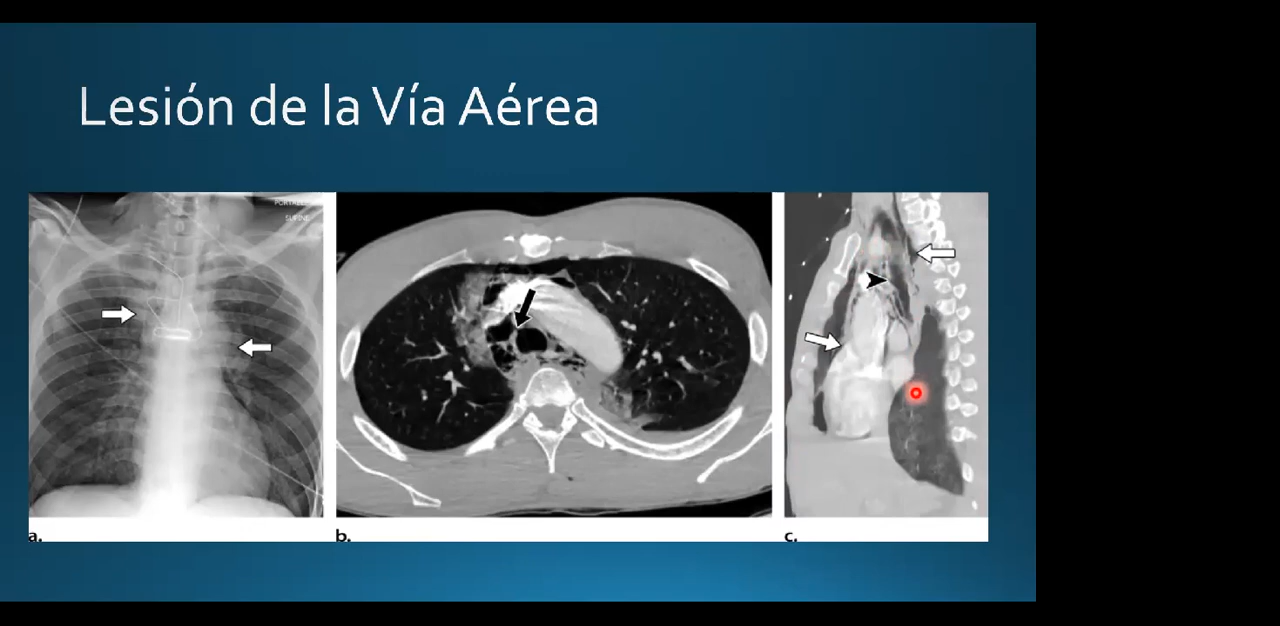 Lesión de la Vía Aérea
PORTABLE
SUPINE
a.
b.
c.